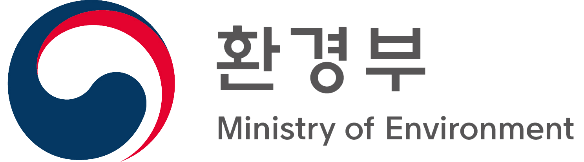 환경부
Ministry of Environment